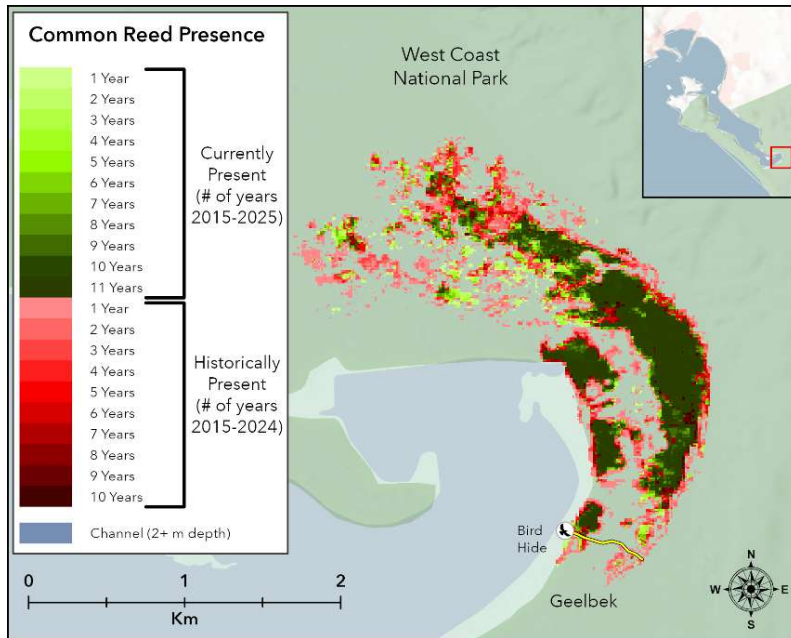 Common Reed Presence
1 Year
2 Years
3 Years
4 Years
5 Years
6 Years
7 Years
8 Years
9 Years
10 Years
11 Years
Currently
Present
(# of years
2015-2025)
1 Year
2 Years
3 Years
4 Years
5 Years
6 Years
7 Years
8 Years
9 Years
10 Years
Historically
Present
(# of years
2015-2024)
Channel (2+ m depth)
0 1 2
Km
West Coast
National Park
Bird
Hide
Geelbek
N
W E
S